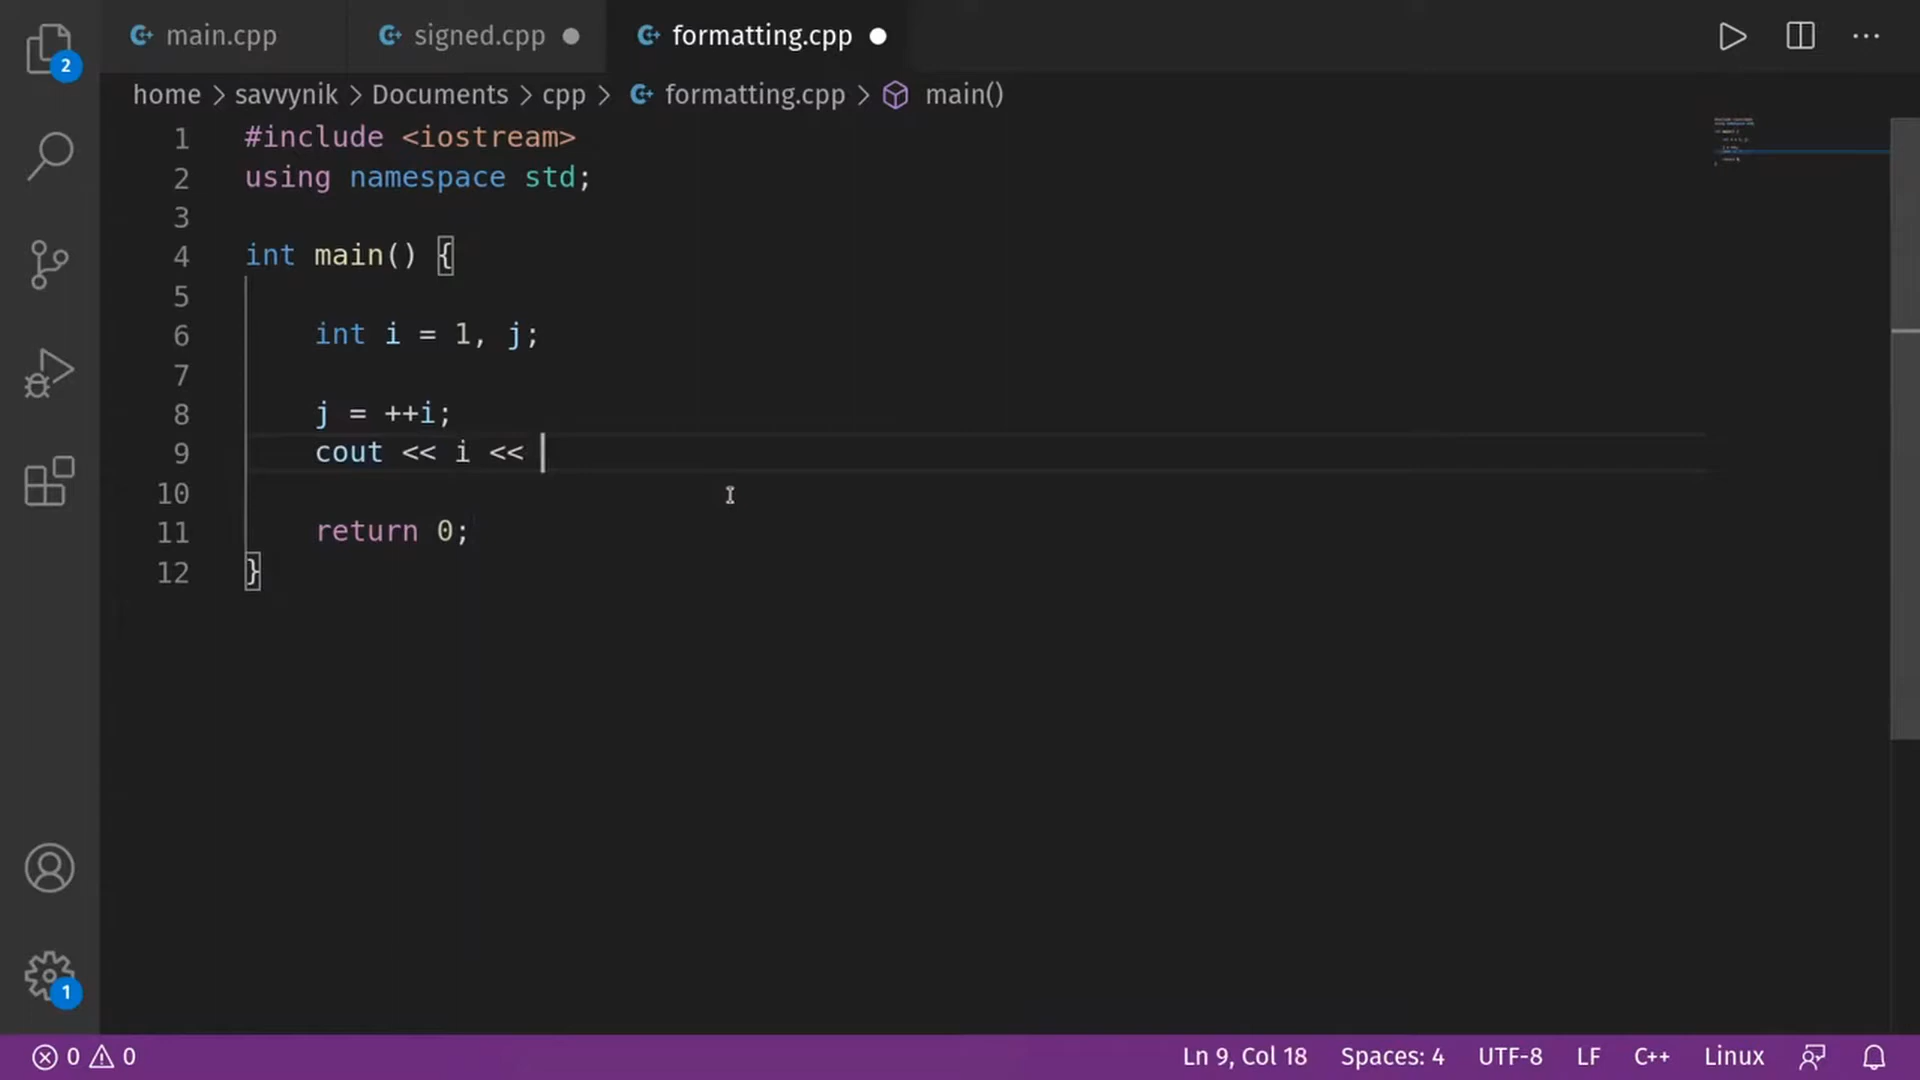 main.cpp signed.cpp formatting.cpp
home > savvynik > Documents > cpp > formatting.cpp > main()
1 #include <iostream>
2 using namespace std;
3
4 int main() {
5
6 int i = 1, j;
7
8 j = ++i;
9 cout << i <<
10
11 return 0;
12 }
2
1
0 0 Ln 9, Col 18 Spaces: 4 UTF-8 LF C++ Linux